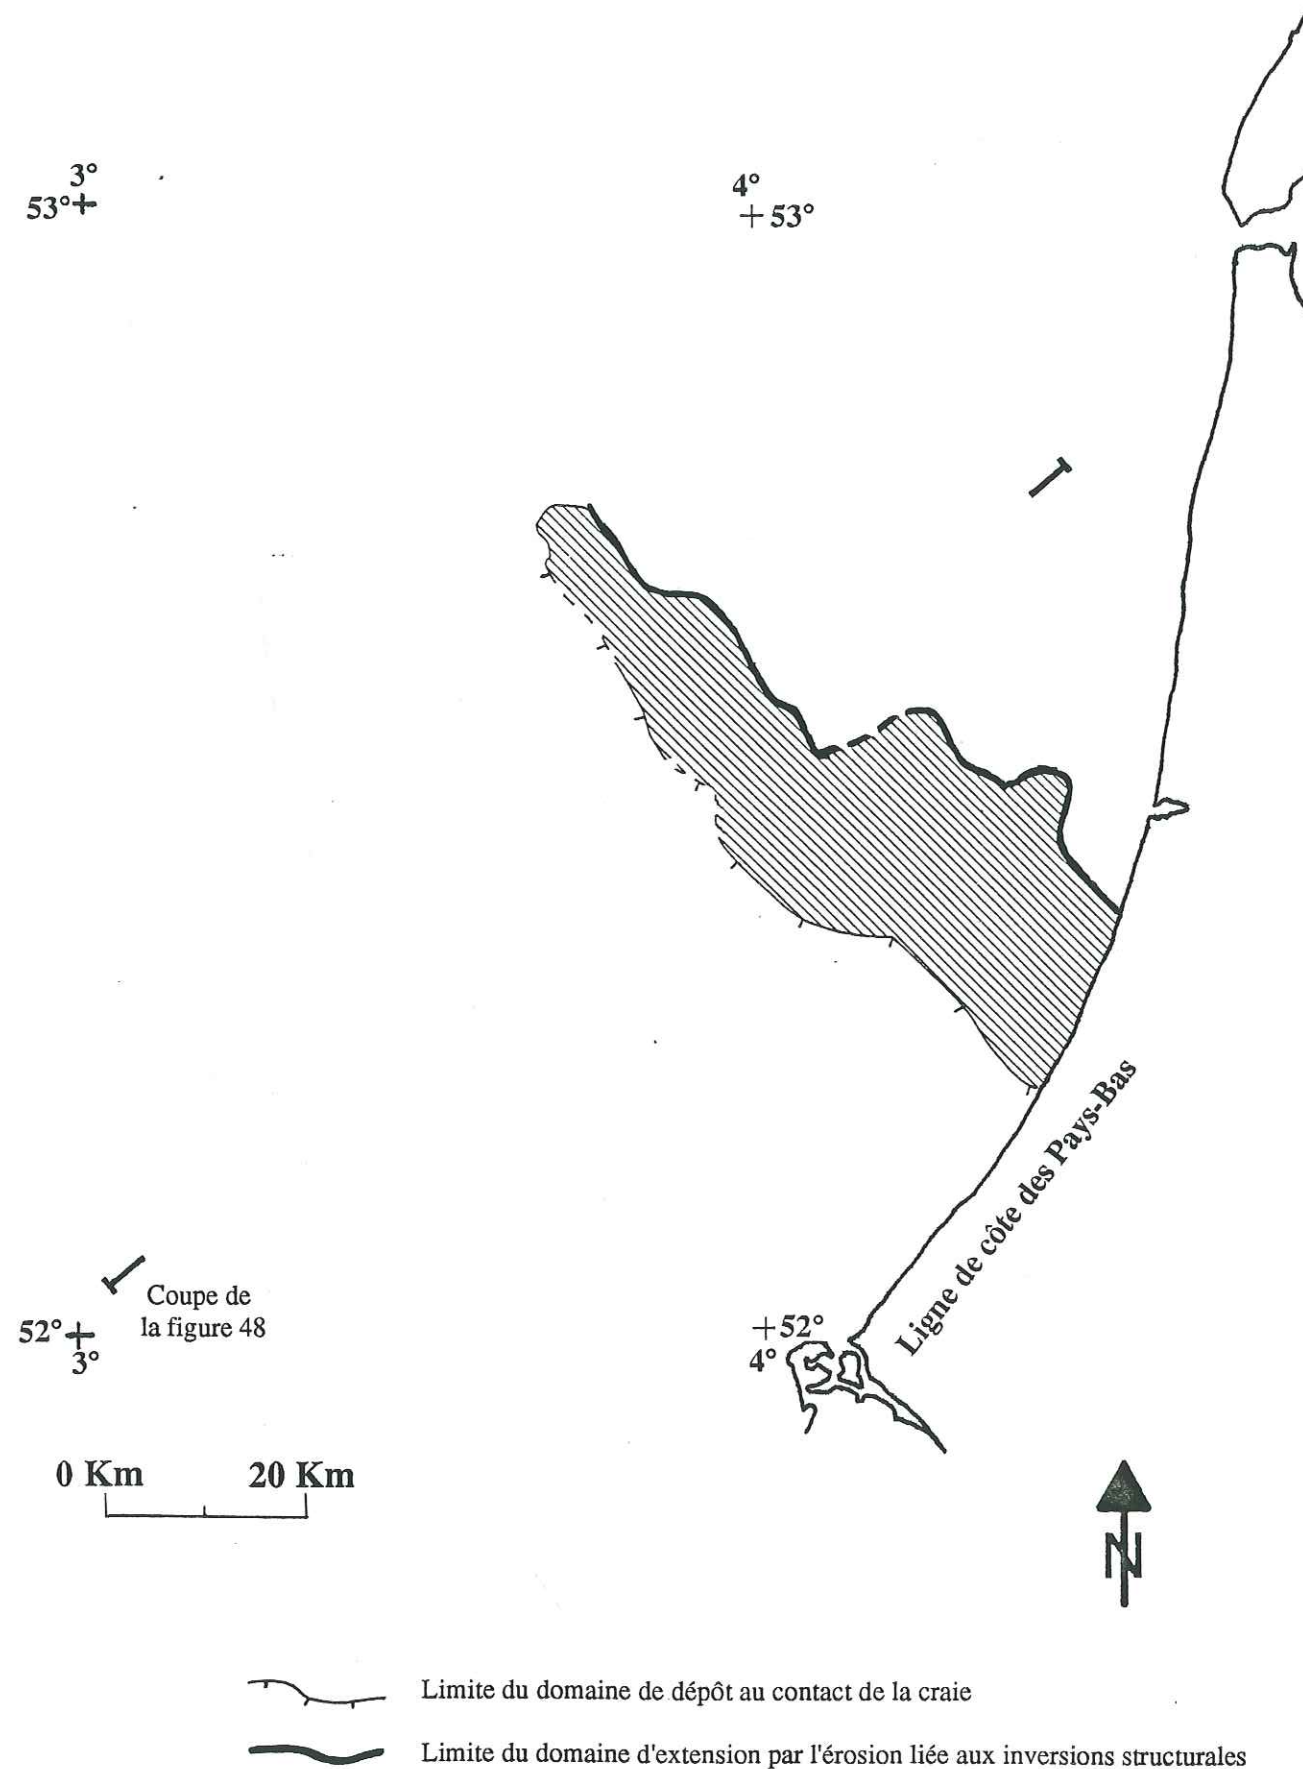 3°
53°
4°
53°
Ligne de côte des Pays-Bas
Coupe de
la figure 48
52°
3°
52°
4°
0 Km 20 Km
N
Limite du domaine de dépôt au contact de la craie
Limite du domaine d'extension par l'érosion liée aux inversions structurales